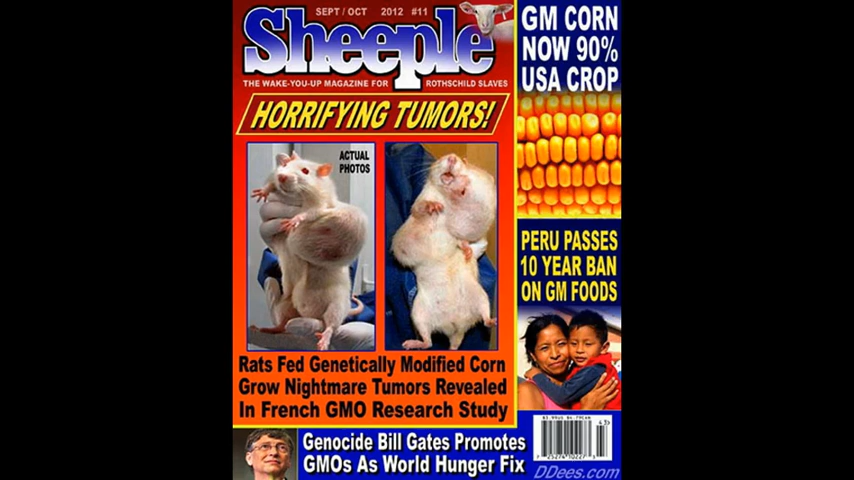 SEPT / OCT 2012 #11
Sheeple
THE WAKE-YOU-UP MAGAZINE FOR ROTHSCHILD SLAVES
HORRIFYING TUMORS!
ACTUAL
PHOTOS
Rats Fed Genetically Modified Corn
Grow Nightmare Tumors Revealed
In French GMO Research Study
GM CORN
NOW 90%
USA CROP
PERU PASSES
10 YEAR BAN
ON GM FOODS
Genocide Bill Gates Promotes
GMOs As World Hunger Fix
DDees.com